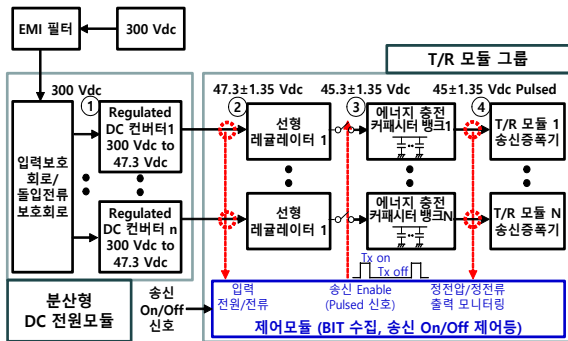 EMI 필터
300 Vdc
T/R 모듈 그룹
300 Vdc
①
47.3±1.35 Vdc
②
45.3±1.35 Vdc
③
45±1.35 Vdc Pulsed
④
입력보호
회로/
돌입전류
보호회로
Regulated
DC 컨버터1
300 Vdc to
47.3 Vdc
선형
레귤레이터 1
에너지 충전
커패시터 뱅크1
T/R 모듈 1
송신증폭기
Regulated
DC 컨버터 n
300 Vdc to
47.3 Vdc
선형
레귤레이터 1
에너지 충전
커패시터 뱅크N
T/R 모듈 N
송신증폭기
Tx on
Tx off
분산형
DC 전원모듈
송신
On/Off
신호
입력
전원/전류
송신 Enable
(Pulsed 신호)
정전압/정전류
출력 모니터링
제어모듈 (BIT 수집, 송신 On/Off 제어등)